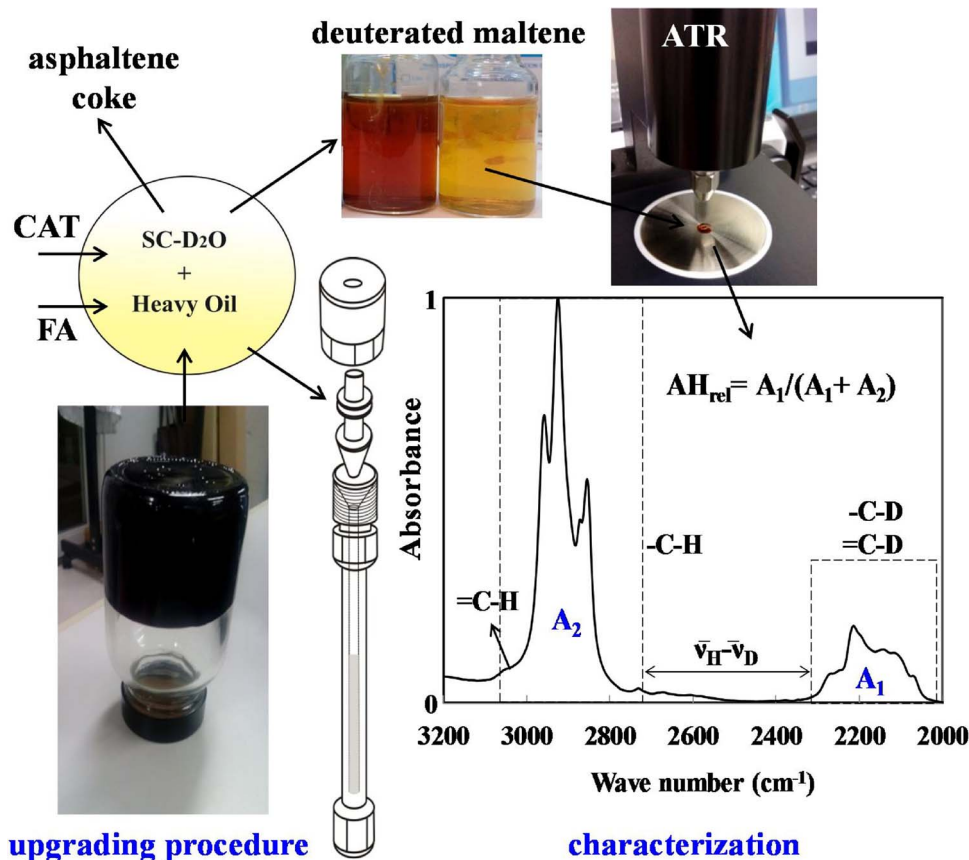 deuterated maltene
ATR
asphaltene
coke
CAT
FA
SC-D₂O
+
Heavy Oil
1
AHrel= A₁/(A₁+ A₂)
Absorbance
-C-H
-C-D
=C-D
=C-H
A₂
ν̄H-ν̄D
A₁
0
3200 3000 2800 2600 2400 2200 2000
Wave number (cm⁻¹)
upgrading procedure
characterization